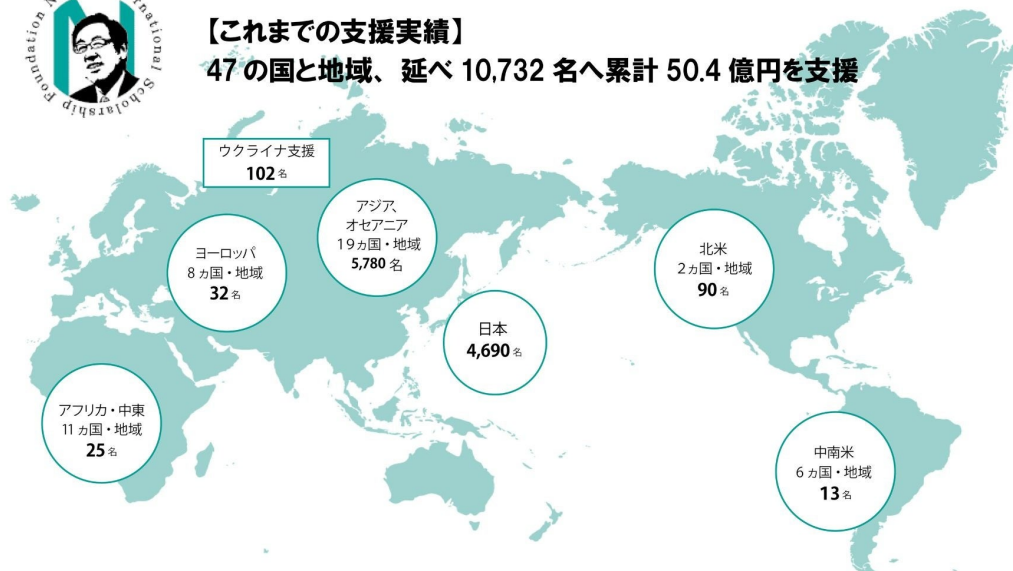 Foundation N
rnational Scholarship
【これまでの支援実績】
47の国と地域、延べ10,732名へ累計50.4億円を支援
ウクライナ支援
102名
アジア、
オセアニア
19ヵ国・地域
5,780名
ヨーロッパ
8ヵ国・地域
32名
北米
2ヵ国・地域
90名
日本
4,690名
アフリカ・中東
11ヵ国・地域
25名
中南米
6ヵ国・地域
13名